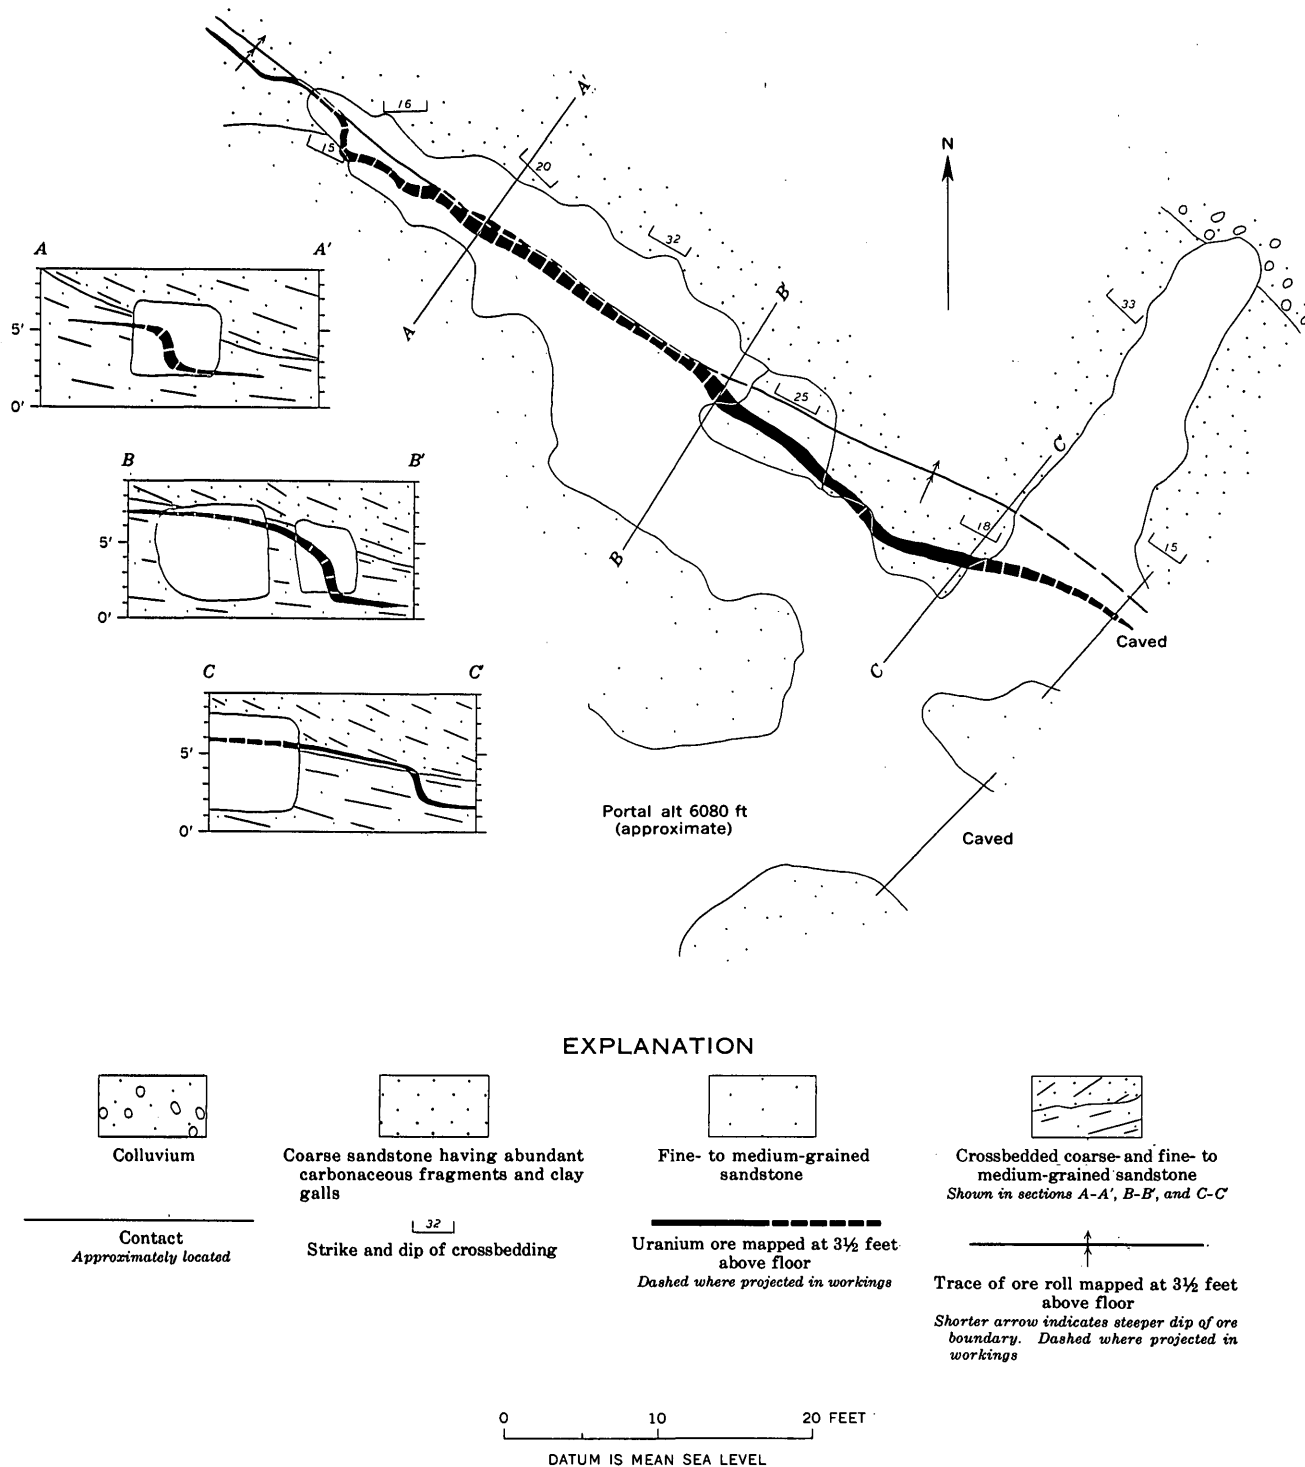 16
A'
15
20
N
32
A
A'
33
B'
5'
A
25
0'
C'
B
B'
18
15
5'
B
0'
Caved
C
C
C'
5'
Portal alt 6080 ft
(approximate)
0'
Caved
EXPLANATION
Colluvium
Coarse sandstone having abundant
carbonaceous fragments and clay
galls
Fine- to medium-grained
sandstone
Crossbedded coarse- and fine- to
medium-grained sandstone
Shown in sections A-A', B-B', and C-C'
Contact
Approximately located
32
Strike and dip of crossbedding
Uranium ore mapped at 3½ feet
above floor
Dashed where projected in workings
Trace of ore roll mapped at 3½ feet
above floor
Shorter arrow indicates steeper dip of ore
boundary. Dashed where projected in
workings
0 10 20 FEET
DATUM IS MEAN SEA LEVEL